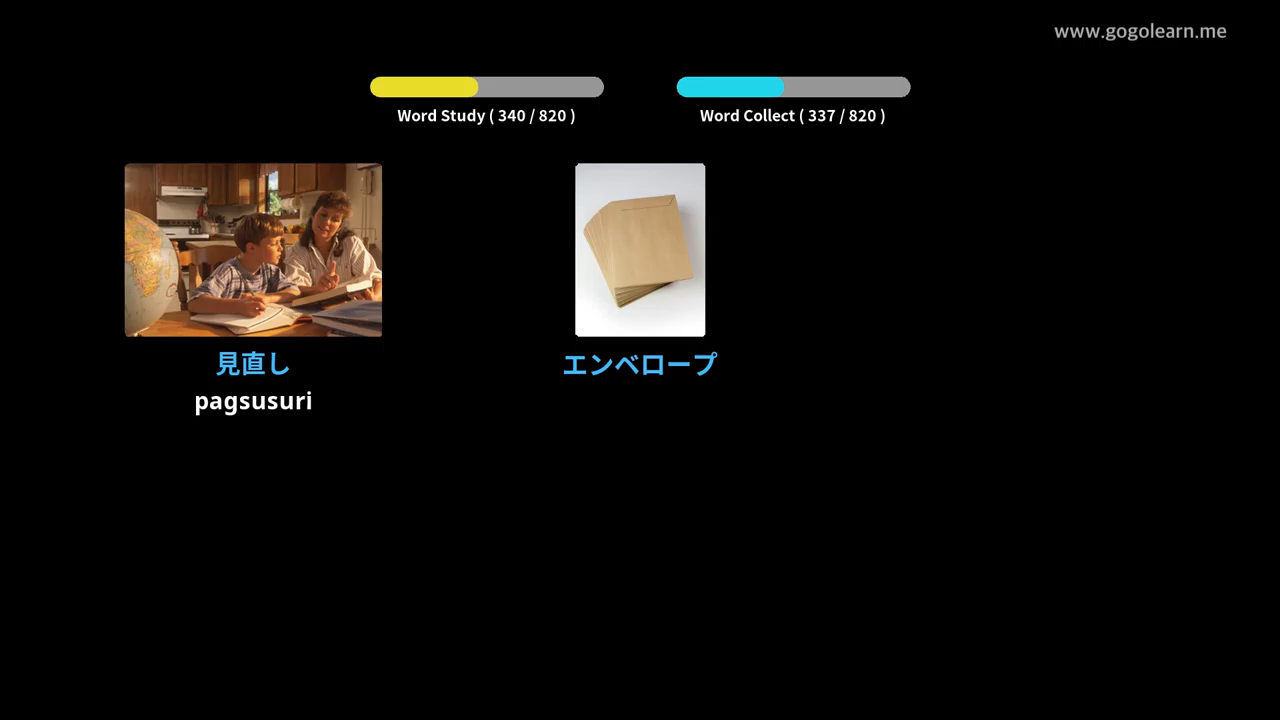 www.gogolearn.me
Word Study ( 340 / 820 )
Word Collect ( 337 / 820 )
見直し
pagsusuri
エンベロープ